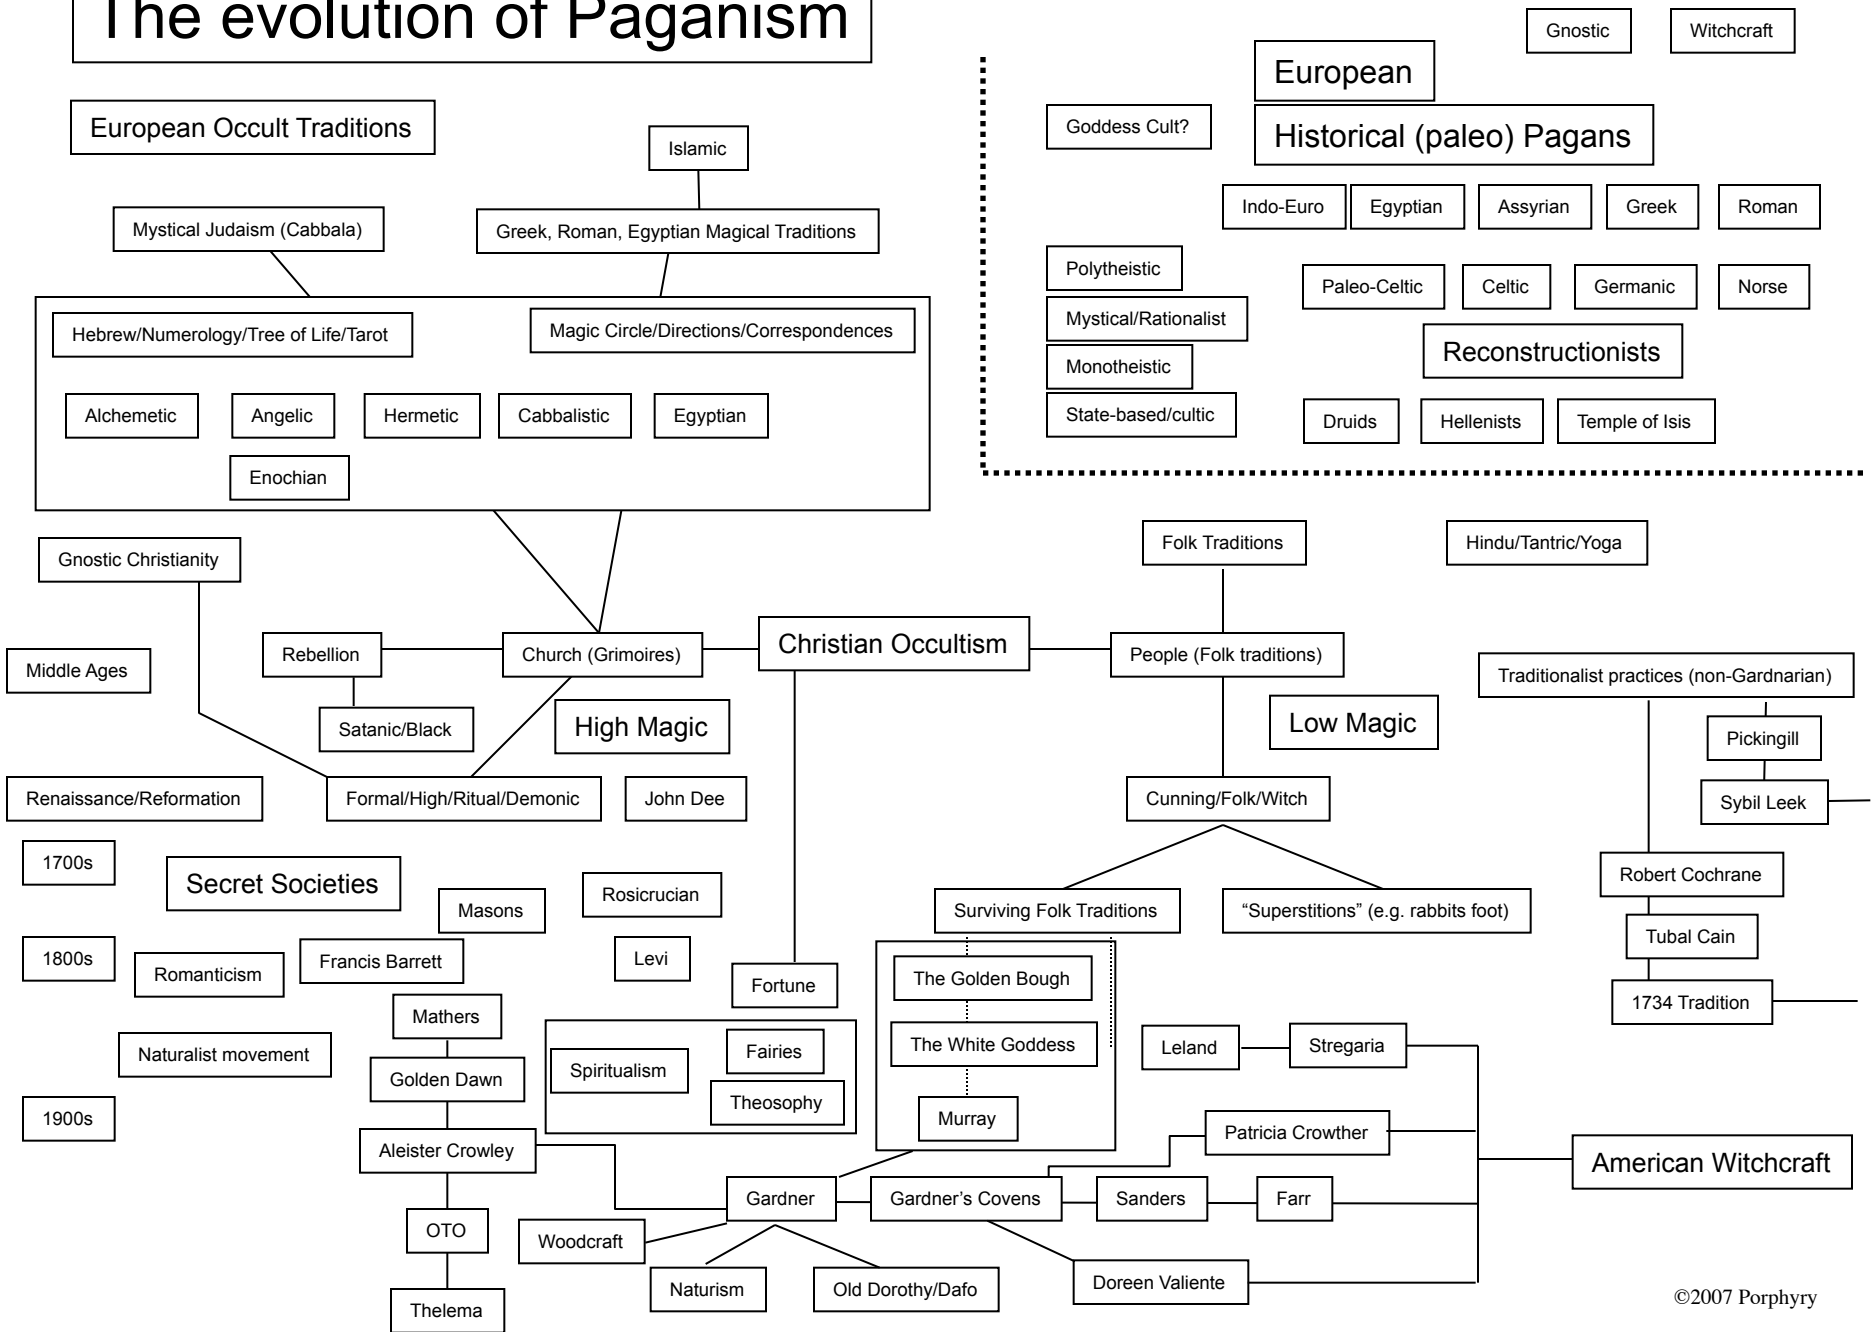 The evolution of Paganism
Gnostic
Witchcraft
European
Historical (paleo) Pagans
Goddess Cult?
European Occult Traditions
Islamic
Indo-Euro
Egyptian
Assyrian
Greek
Roman
Mystical Judaism (Cabbala)
Greek, Roman, Egyptian Magical Traditions
Polytheistic
Paleo-Celtic
Celtic
Germanic
Norse
Mystical/Rationalist
Hebrew/Numerology/Tree of Life/Tarot
Magic Circle/Directions/Correspondences
Monotheistic
Reconstructionists
Alchemetic
Angelic
Hermetic
Cabbalistic
Egyptian
State-based/cultic
Druids
Hellenists
Temple of Isis
Enochian
Gnostic Christianity
Folk Traditions
Hindu/Tantric/Yoga
Middle Ages
Rebellion
Church (Grimoires)
Christian Occultism
People (Folk traditions)
Traditionalist practices (non-Gardnarian)
Satanic/Black
High Magic
Low Magic
Pickingill
Renaissance/Reformation
Formal/High/Ritual/Demonic
John Dee
Cunning/Folk/Witch
Sybil Leek
1700s
Secret Societies
Masons
Rosicrucian
Surviving Folk Traditions
“Superstitions” (e.g. rabbits foot)
Robert Cochrane
Tubal Cain
1800s
Romanticism
Francis Barrett
Levi
Fortune
The Golden Bough
1734 Tradition
Mathers
Naturalist movement
Golden Dawn
Spiritualism
Fairies
Theosophy
The White Goddess
Leland
Stregaria
1900s
Murray
Aleister Crowley
Patricia Crowther
American Witchcraft
Gardner
Gardner’s Covens
Sanders
Farr
OTO
Woodcraft
Naturism
Old Dorothy/Dafo
Doreen Valiente
Thelema
©2007 Porphyry